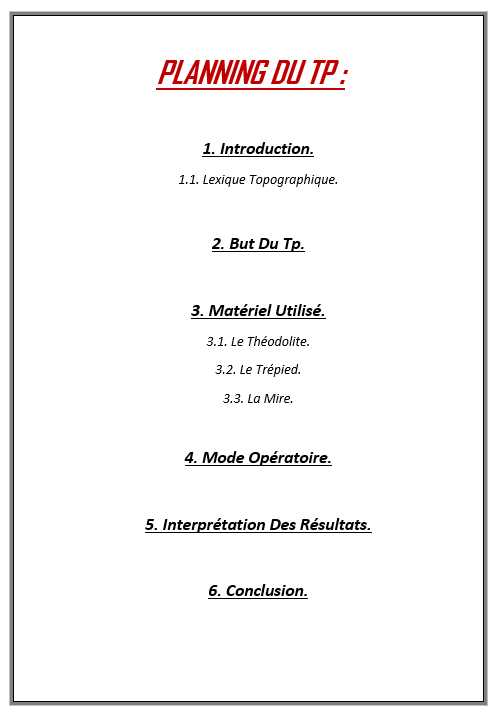 PLANNING DU TP :
1. Introduction.
1.1. Lexique Topographique.
2. But Du Tp.
3. Matériel Utilisé.
3.1. Le Théodolite.
3.2. Le Trépied.
3.3. La Mire.
4. Mode Opératoire.
5. Interprétation Des Résultats.
6. Conclusion.